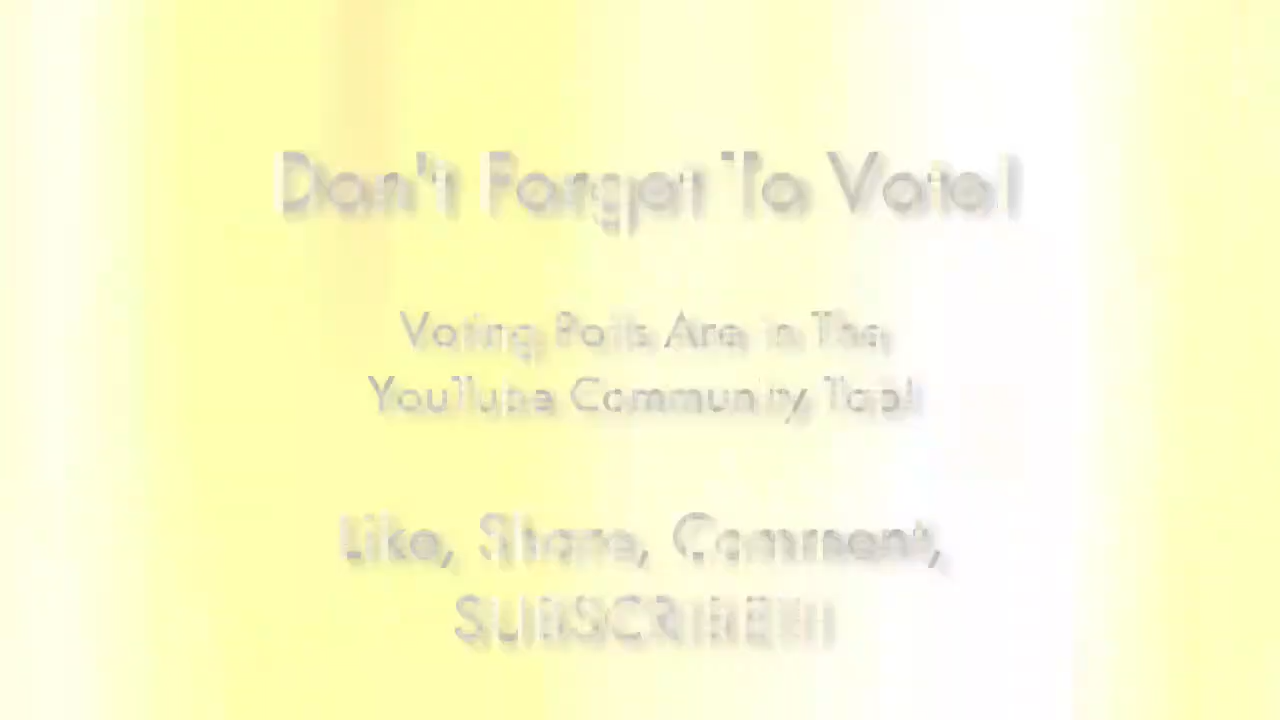 Don't Forget To Vote!
Voting Polls Are in The
YouTube Community Tab!
Like, Share, Comment,
SUBSCRIBE!!!